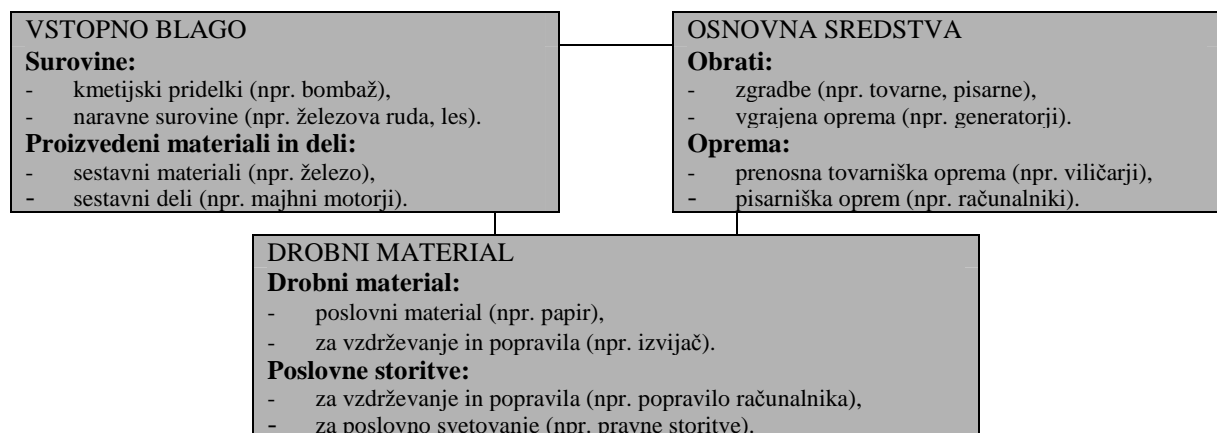 VSTOPNO BLAGO
Surovine:
- kmetijski pridelki (npr. bombaž),
- naravne surovine (npr. železova ruda, les).
Proizvedeni materiali in deli:
- sestavni materiali (npr. železo),
- sestavni deli (npr. majhni motorji).
OSNOVNA SREDSTVA
Obrati:
- zgradbe (npr. tovarne, pisarne),
- vgrajena oprema (npr. generatorji).
Oprema:
- prenosna tovarniška oprema (npr. viličarji),
- pisarniška oprem (npr. računalniki).
DROBNI MATERIAL
Drobni material:
- poslovni material (npr. papir),
- za vzdrževanje in popravila (npr. izvijač).
Poslovne storitve:
- za vzdrževanje in popravila (npr. popravilo računalnika),
- za poslovno svetovanje (npr. pravne storitve).